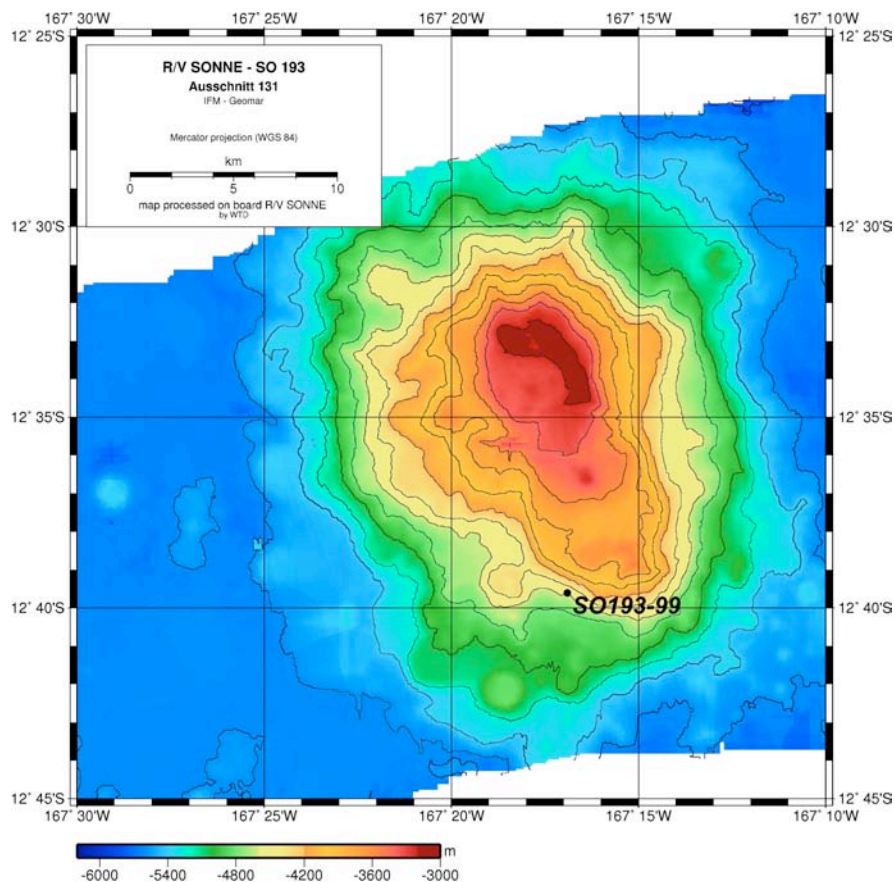 167˚ 30'W 167˚ 25'W 167˚ 20'W 167˚ 15'W 167˚ 10'W
12˚ 25'S 12˚ 25'S
R/V SONNE - SO 193
Ausschnitt 131
IFM - Geomar
Mercator projection (WGS 84)
km
0 5 10
map processed on board R/V SONNE
by WTD
12˚ 30'S 12˚ 30'S
12˚ 35'S 12˚ 35'S
12˚ 40'S 12˚ 40'S
SO193-99
12˚ 45'S 12˚ 45'S
167˚ 30'W 167˚ 25'W 167˚ 20'W 167˚ 15'W 167˚ 10'W
m
-6000 -5400 -4800 -4200 -3600 -3000